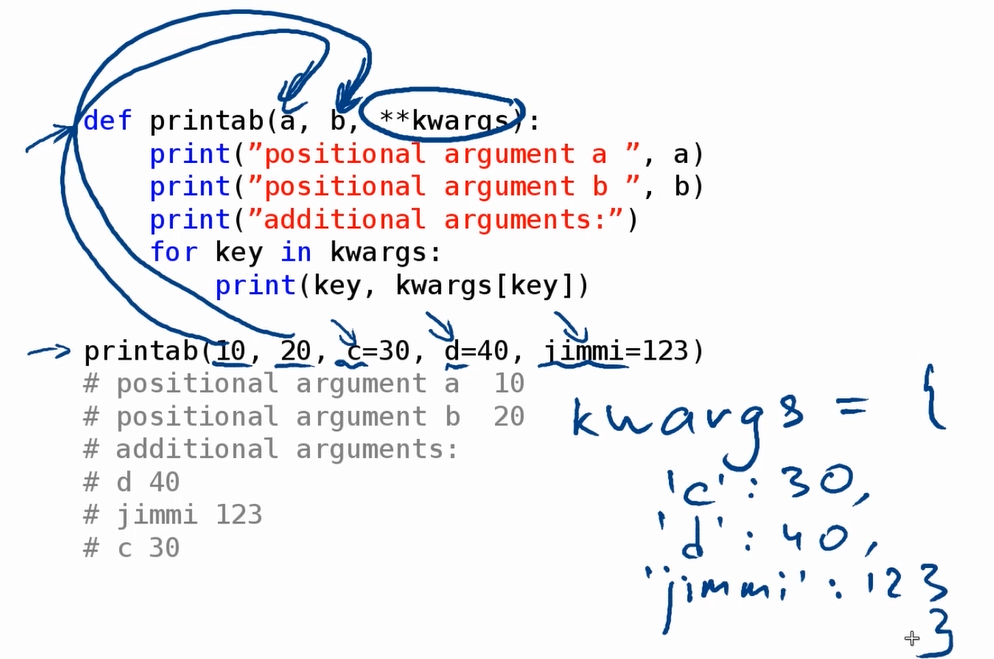 def printab(a, b, **kwargs):
    print(”positional argument a ”, a)
    print(”positional argument b ”, b)
    print(”additional arguments:”)
    for key in kwargs:
        print(key, kwargs[key])
printab(10, 20, c=30, d=40, jimmi=123)
# positional argument a  10
# positional argument b  20
# additional arguments:
# d 40
# jimmi 123
# c 30
kwargs = {
'c': 30,
'd': 40,
'jimmi': 123
}